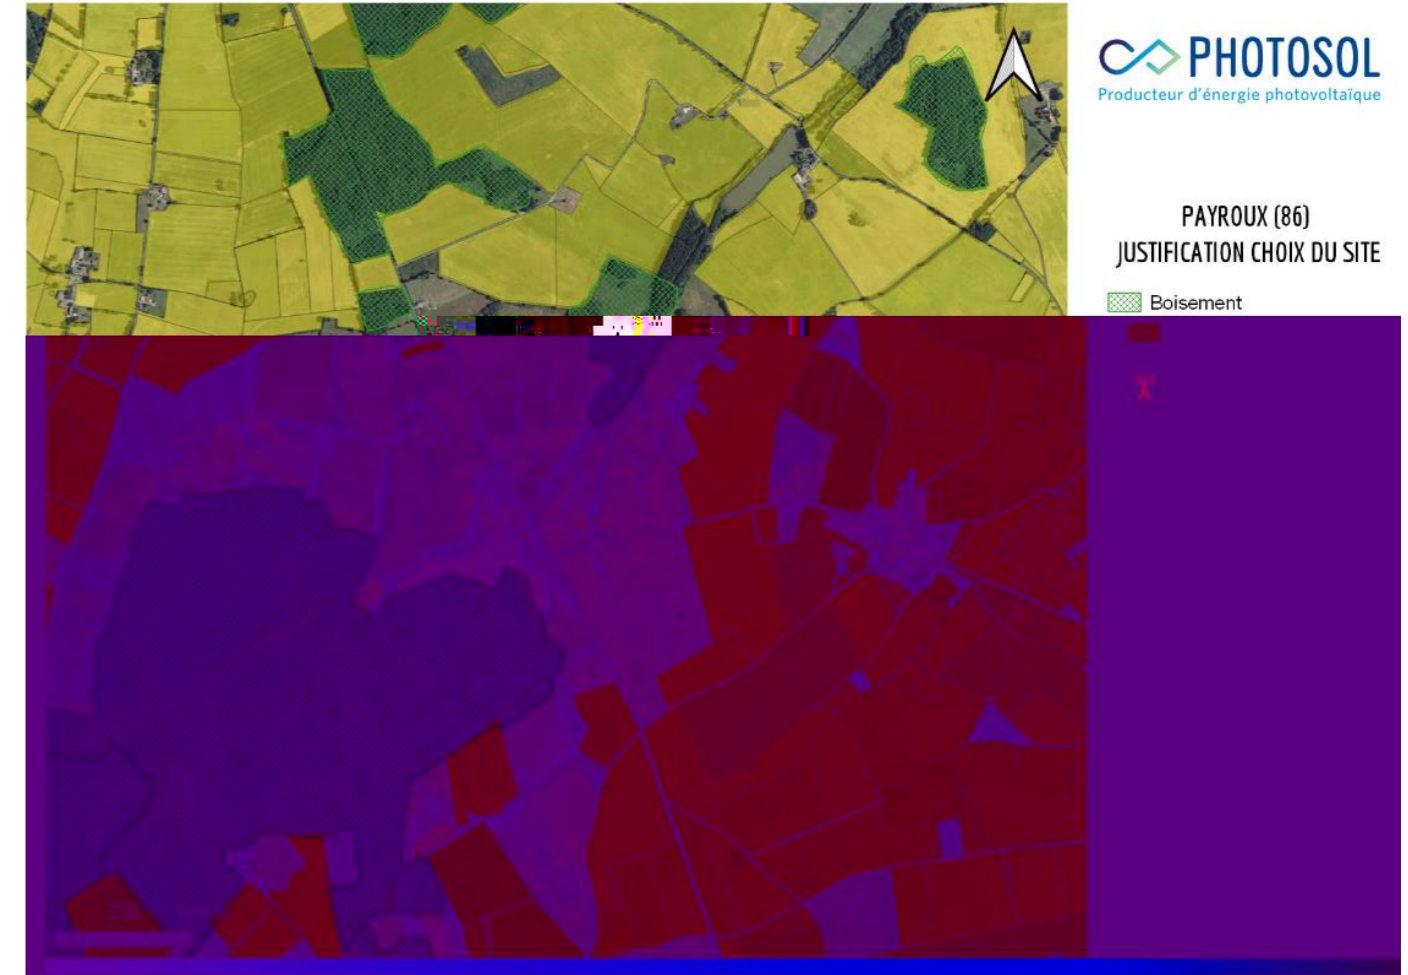 PHOTOSOL
Producteur d'énergie photovoltaïque
PAYROUX (86)
JUSTIFICATION CHOIX DU SITE
Boisement